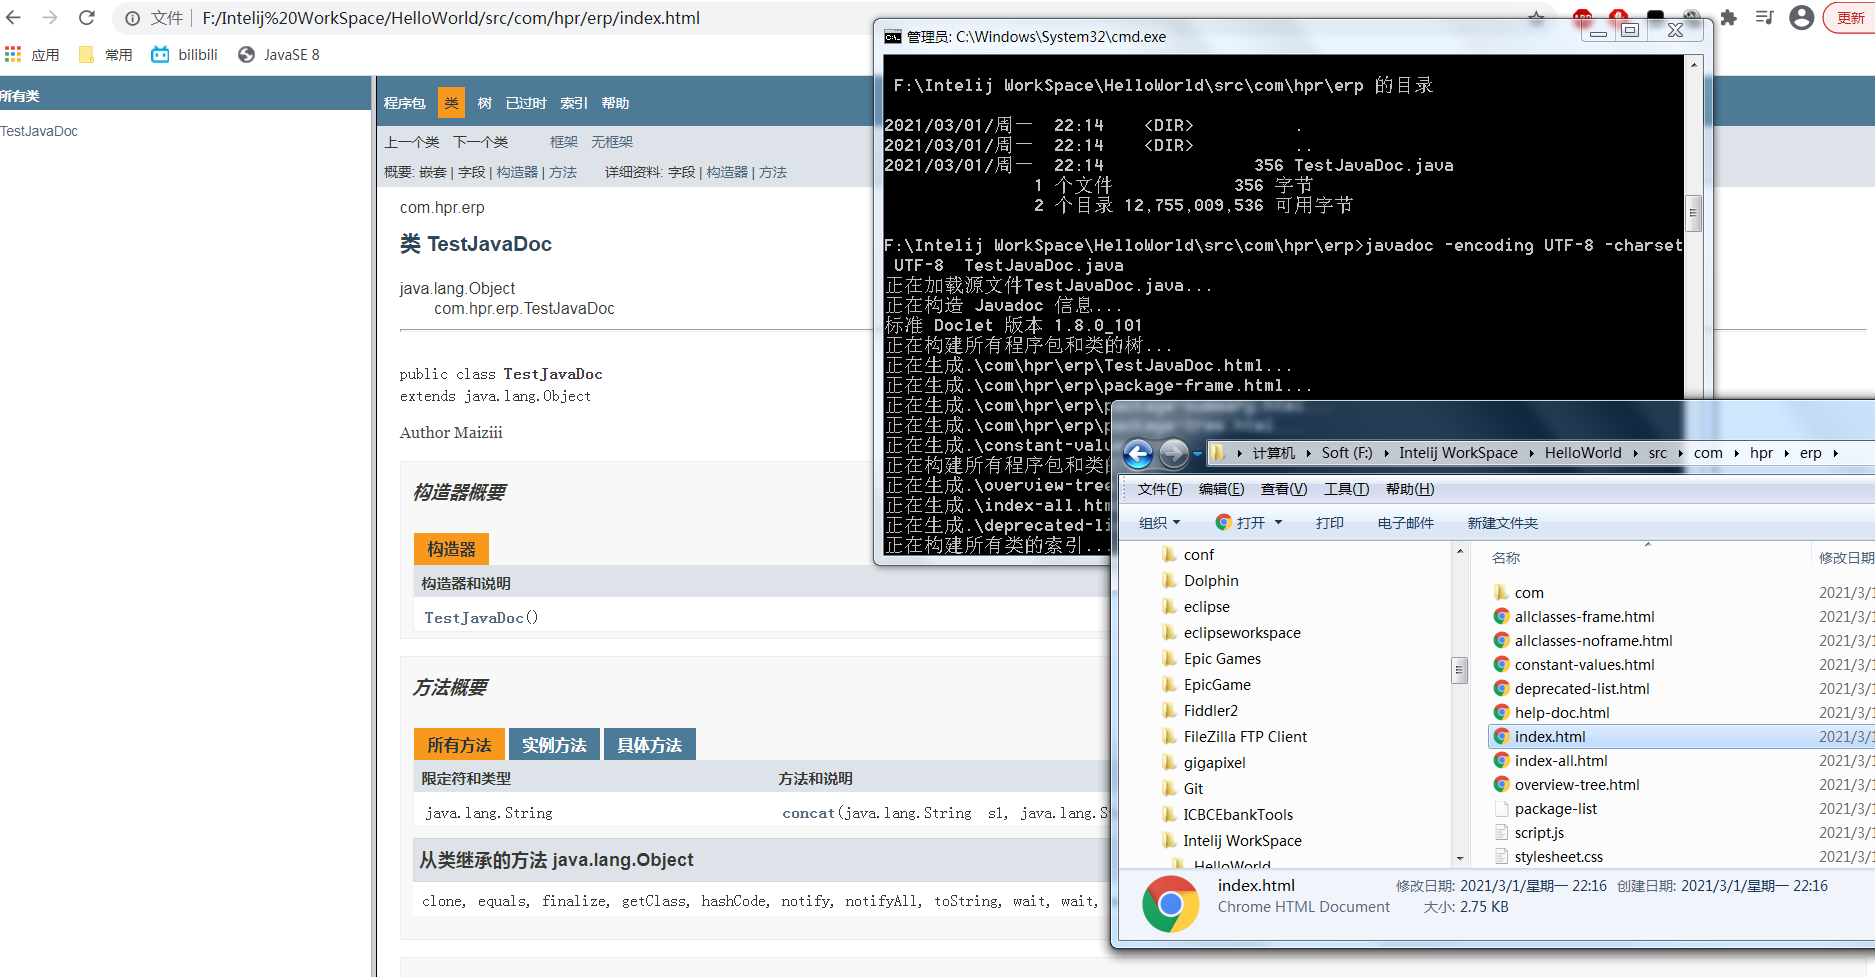 文件 F:/Intelij%20WorkSpace/HelloWorld/src/com/hpr/erp/index.html
更新
应用 常用 bilibili JavaSE 8
所有类
TestJavaDoc
程序包 类 树 已过时 索引 帮助
上一个类 下一个类 框架 无框架
概要: 嵌套 | 字段 | 构造器 | 方法 详细资料: 字段 | 构造器 | 方法
com.hpr.erp
类 TestJavaDoc
java.lang.Object
com.hpr.erp.TestJavaDoc
public class TestJavaDoc
extends java.lang.Object
Author Maiziii
构造器概要
构造器
构造器和说明
TestJavaDoc()
方法概要
所有方法 实例方法 具体方法
限定符和类型 方法和说明
java.lang.String concat(java.lang.String s1, java.lang.S
从类继承的方法 java.lang.Object
clone, equals, finalize, getClass, hashCode, notify, notifyAll, toString, wait, wait,
管理员: C:\Windows\System32\cmd.exe
F:\Intelij WorkSpace\HelloWorld\src\com\hpr\erp 的目录
2021/03/01/周一 22:14 <DIR> .
2021/03/01/周一 22:14 <DIR> ..
2021/03/01/周一 22:14 356 TestJavaDoc.java
1 个文件 356 字节
2 个目录 12,755,009,536 可用字节
F:\Intelij WorkSpace\HelloWorld\src\com\hpr\erp>javadoc -encoding UTF-8 -charset
UTF-8 TestJavaDoc.java
正在加载源文件TestJavaDoc.java...
正在构造 Javadoc 信息...
标准 Doclet 版本 1.8.0_101
正在构建所有程序包和类的树...
正在生成.\com\hpr\erp\TestJavaDoc.html...
正在生成.\com\hpr\erp\package-frame.html...
正在生成.\com\hpr\erp\package-summary.html...
正在生成.\com\hpr\erp\package-tree.html...
正在生成.\constant-valu
正在构建所有程序包和类的
正在生成.\overview-tree
正在生成.\index-all.htm
正在生成.\deprecated-li
正在构建所有类的索引...
计算机 Soft (F:) Intelij WorkSpace HelloWorld src com hpr erp
文件(F) 编辑(E) 查看(V) 工具(T) 帮助(H)
组织 打开 打印 电子邮件 新建文件夹
conf
Dolphin
eclipse
eclipseworkspace
Epic Games
EpicGame
Fiddler2
FileZilla FTP Client
gigapixel
Git
ICBCEbankTools
Intelij WorkSpace
HelloWorld
名称 修改日期
com 2021/3/1
allclasses-frame.html 2021/3/1
allclasses-noframe.html 2021/3/1
constant-values.html 2021/3/1
deprecated-list.html 2021/3/1
help-doc.html 2021/3/1
index.html 2021/3/1
index-all.html 2021/3/1
overview-tree.html 2021/3/1
package-list 2021/3/1
script.js 2021/3/1
stylesheet.css 2021/3/1
index.html 修改日期: 2021/3/1/星期一 22:16 创建日期: 2021/3/1/星期一 22:16
Chrome HTML Document 大小: 2.75 KB